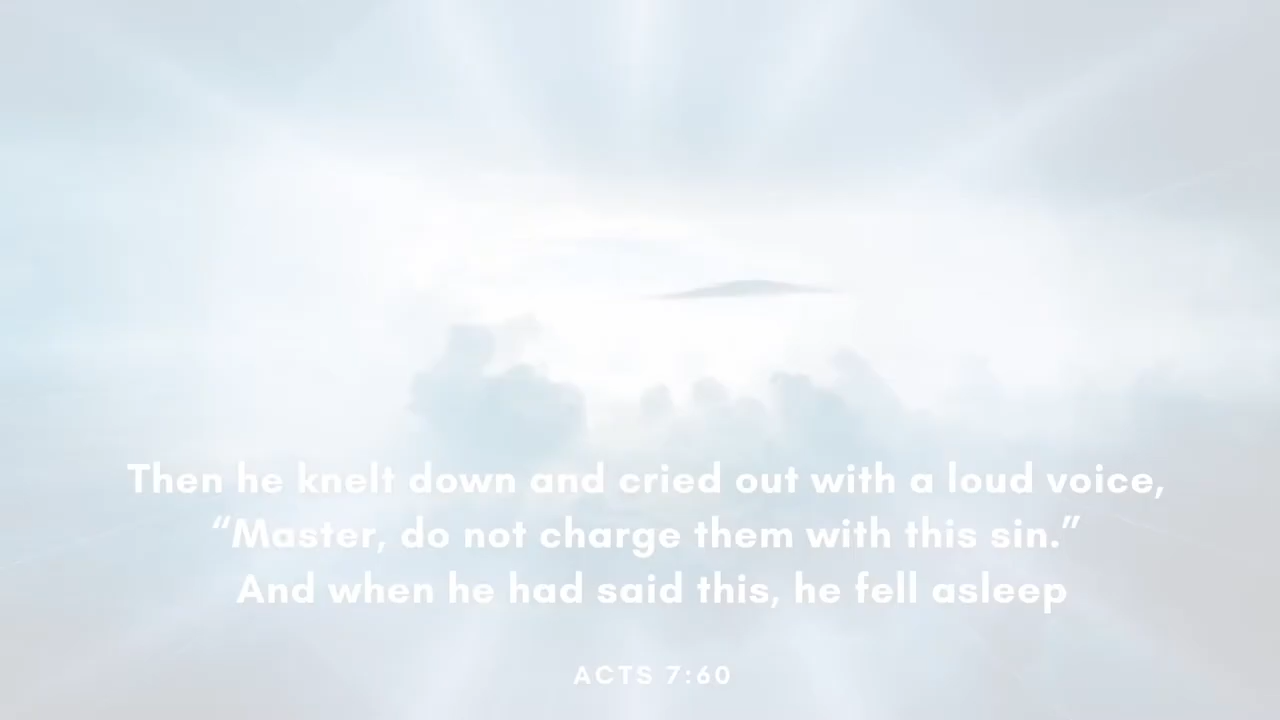 Then he knelt down and cried out with a loud voice,
“Master, do not charge them with this sin.”
And when he had said this, he fell asleep
ACTS 7:60